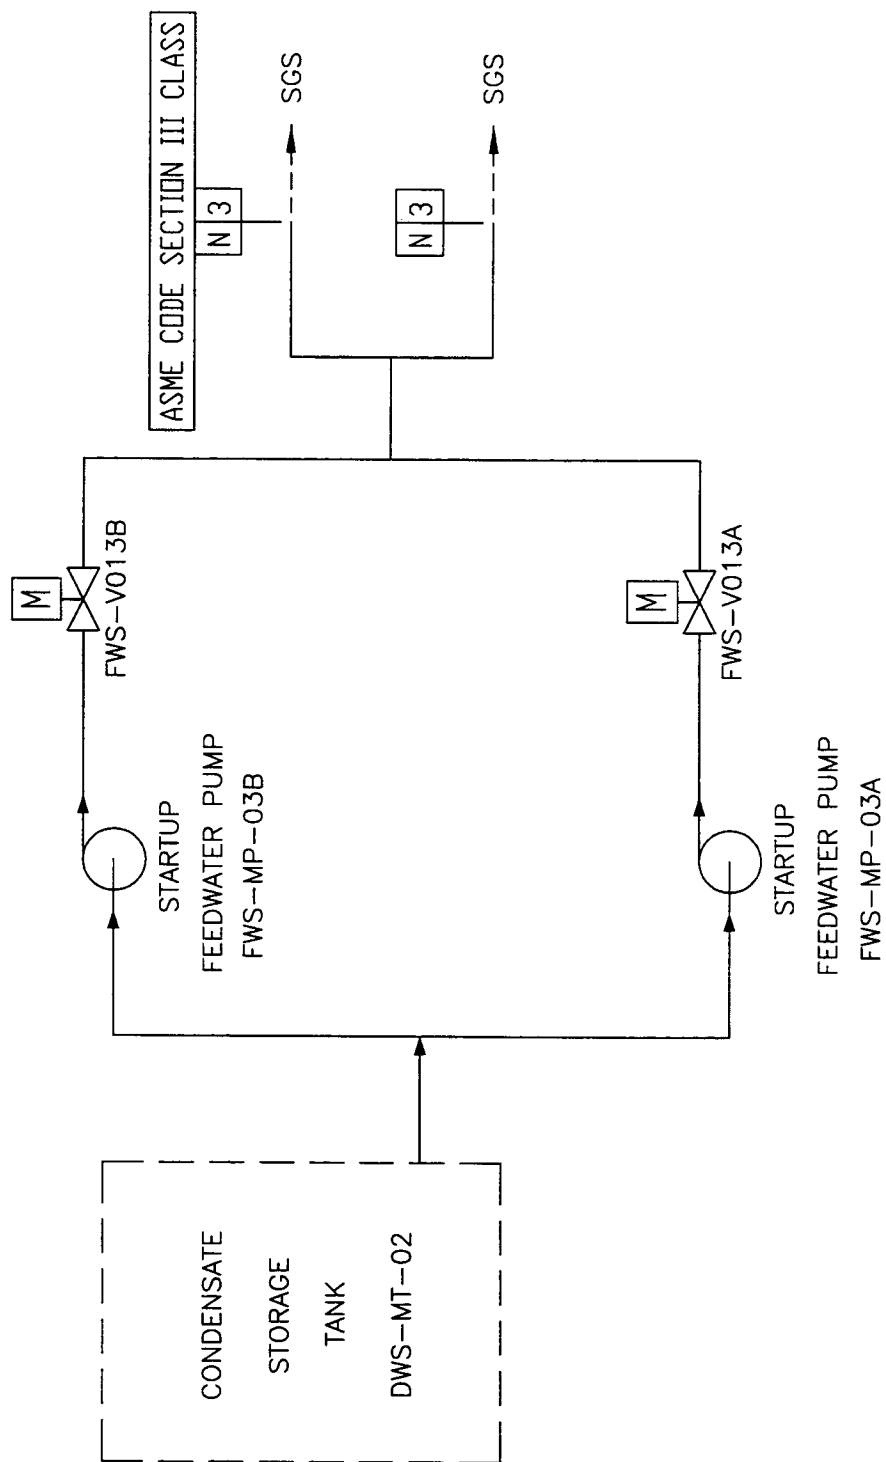 ASME CODE SECTION III CLASS
N 3
SGS
N 3
SGS
M
FWS-V013B
M
FWS-V013A
STARTUP
FEEDWATER PUMP
FWS-MP-03B
STARTUP
FEEDWATER PUMP
FWS-MP-03A
CONDENSATE
STORAGE
TANK
DWS-MT-02